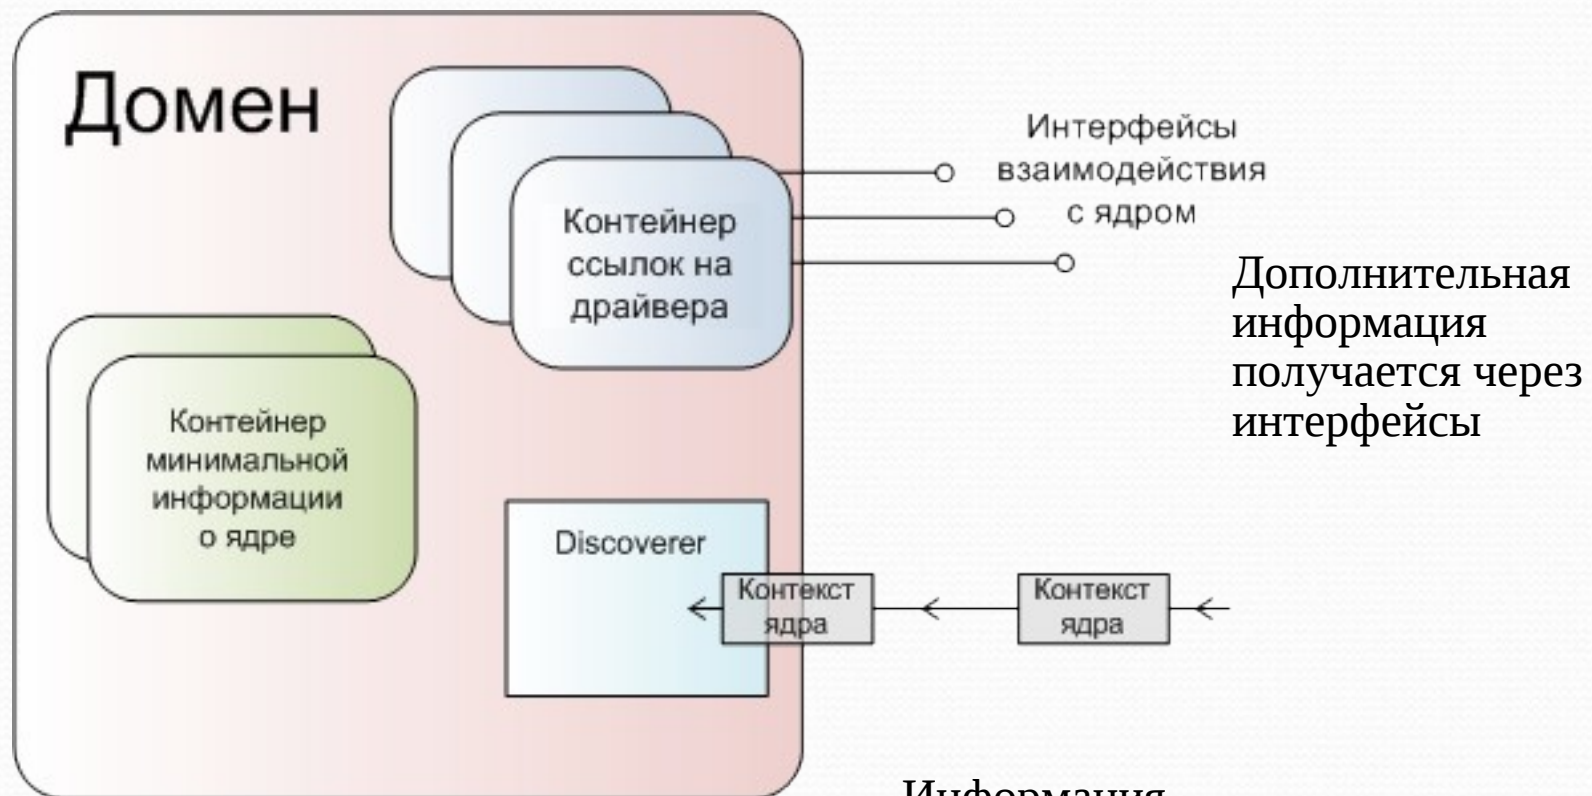 Домен
Контейнер
ссылок на
драйвера
Интерфейсы
взаимодействия
с ядром
Дополнительная
информация
получается через
интерфейсы
Контейнер
минимальной
информации
о ядре
Discoverer
Контекст
ядра
Контекст
ядра
Информация